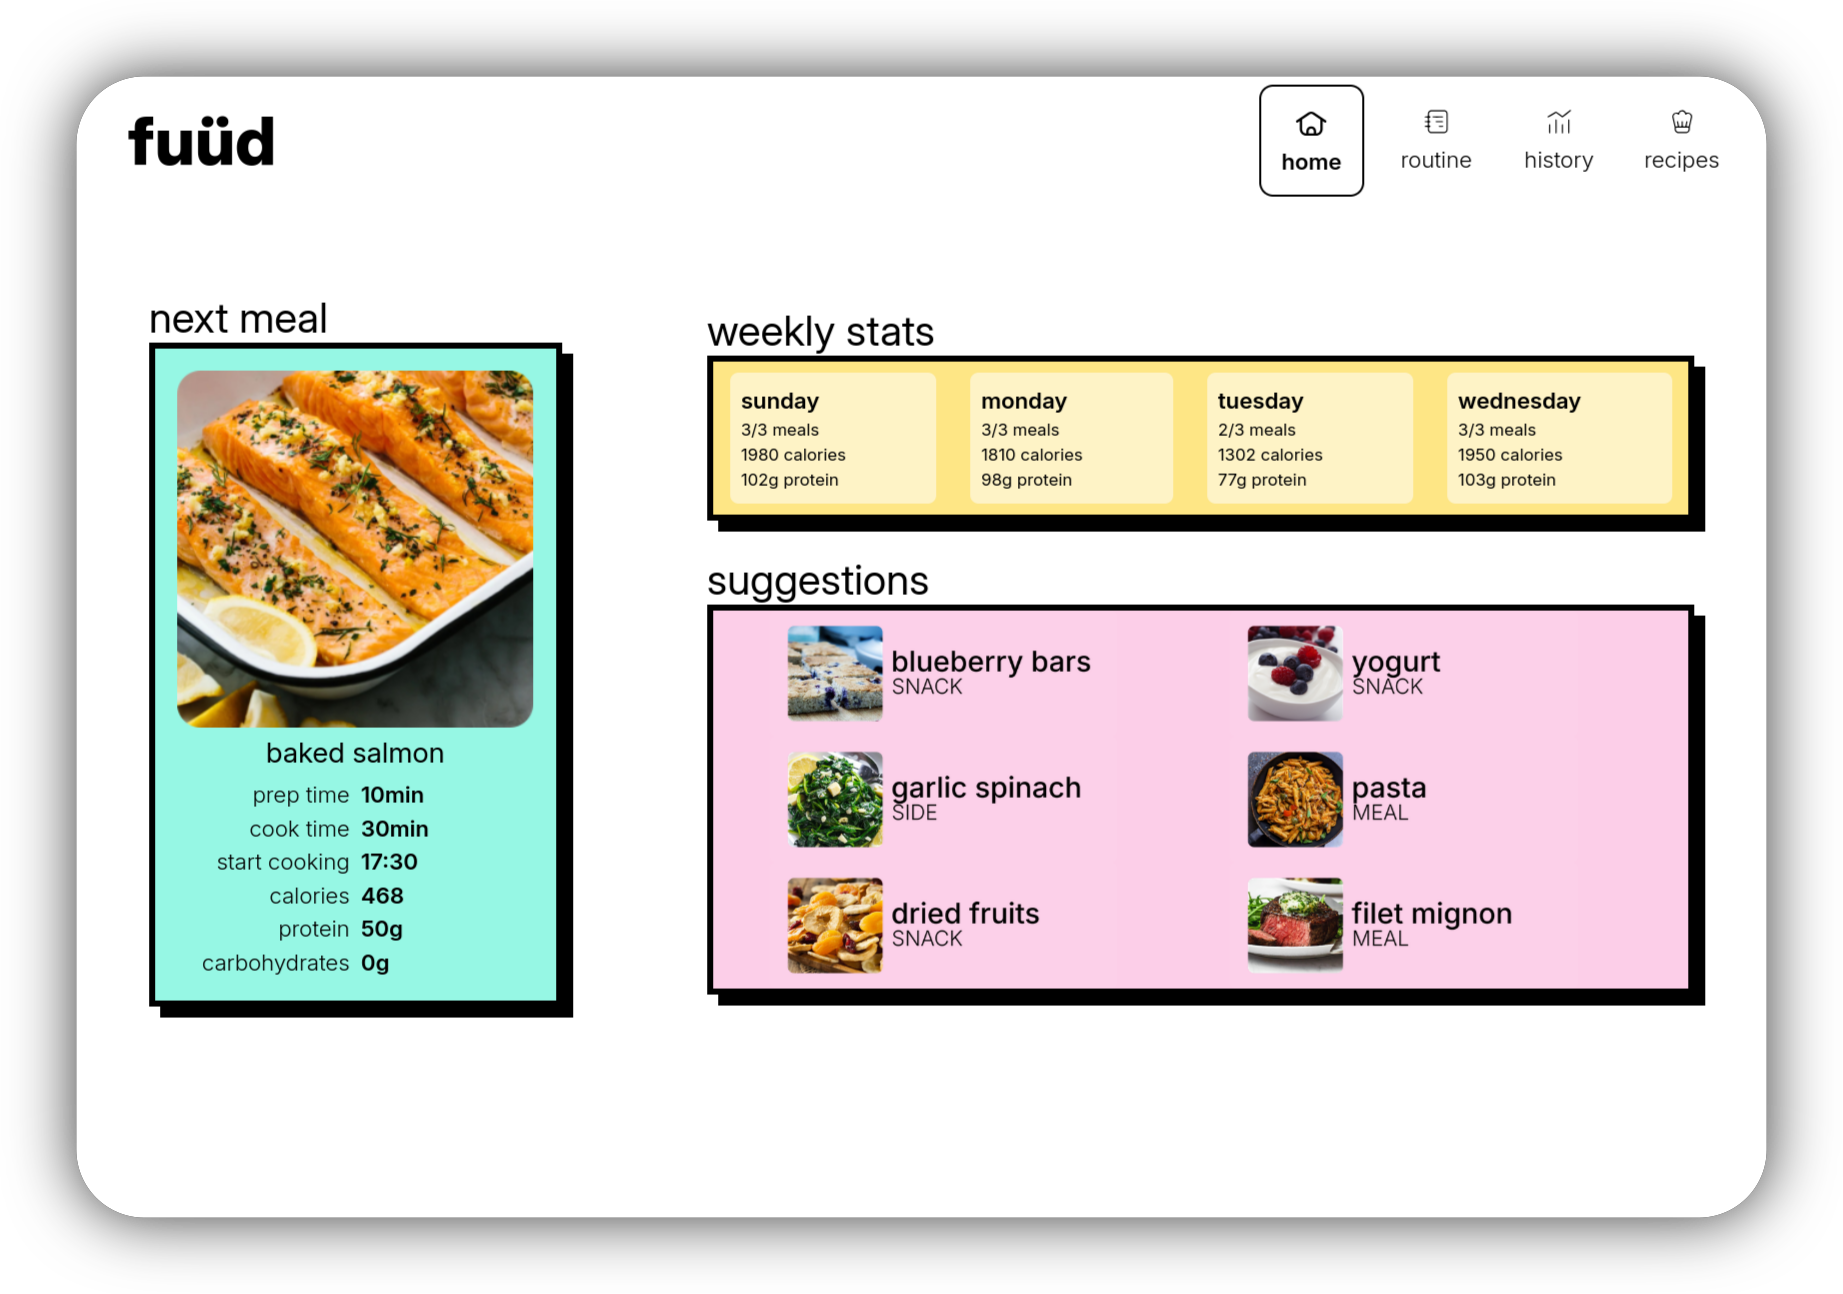 fuüd
home
routine
history
recipes
next meal
baked salmon
prep time 10min
cook time 30min
start cooking 17:30
calories 468
protein 50g
carbohydrates 0g
weekly stats
sunday
3/3 meals
1980 calories
102g protein
monday
3/3 meals
1810 calories
98g protein
tuesday
2/3 meals
1302 calories
77g protein
wednesday
3/3 meals
1950 calories
103g protein
suggestions
blueberry bars
SNACK
yogurt
SNACK
garlic spinach
SIDE
pasta
MEAL
dried fruits
SNACK
filet mignon
MEAL